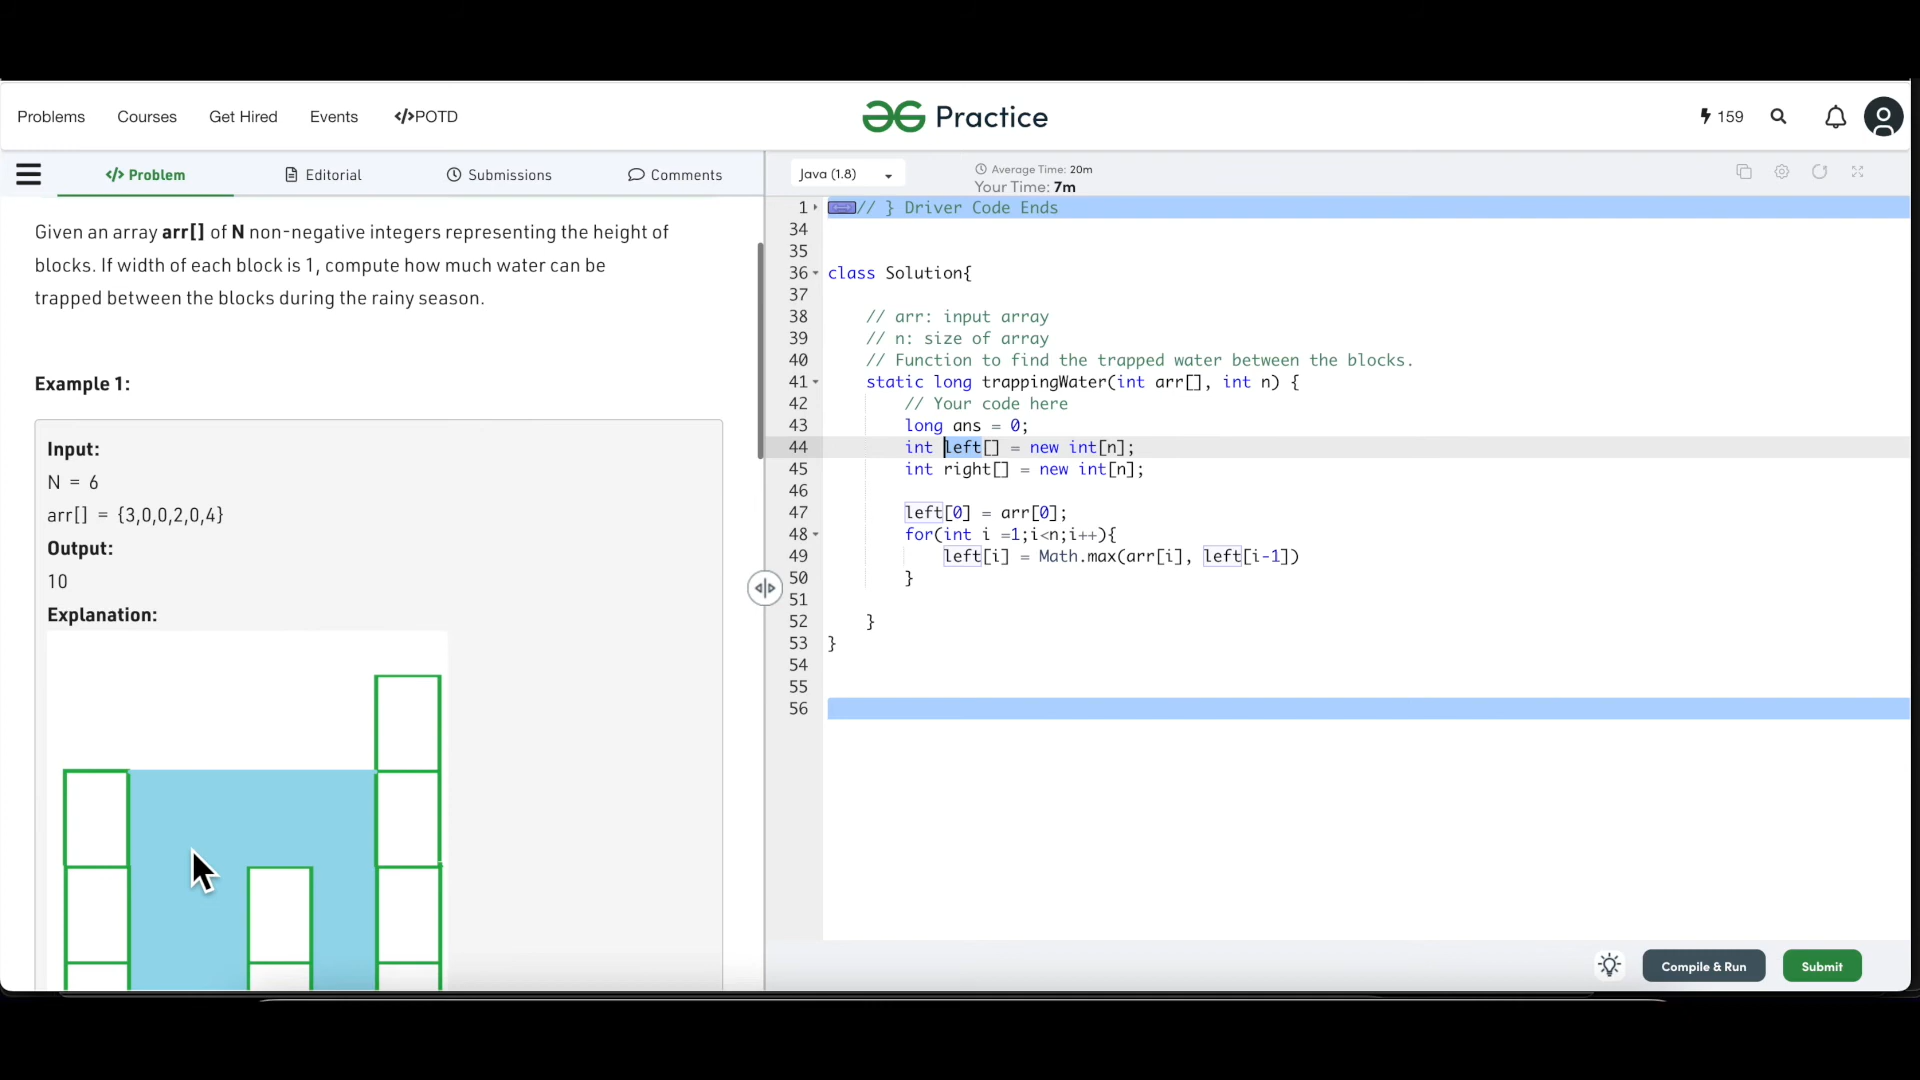 Problems Courses Get Hired Events </>POTD
Practice
159
</> Problem Editorial Submissions Comments
Given an array arr[] of N non-negative integers representing the height of
blocks. If width of each block is 1, compute how much water can be
trapped between the blocks during the rainy season.
Example 1:
Input:
N = 6
arr[] = {3,0,0,2,0,4}
Output:
10
Explanation:
Java (1.8)
Average Time: 20m
Your Time: 7m
1 // } Driver Code Ends
34
35
36 class Solution{
37
38 // arr: input array
39 // n: size of array
40 // Function to find the trapped water between the blocks.
41 static long trappingWater(int arr[], int n) {
42 // Your code here
43 long ans = 0;
44 int left[] = new int[n];
45 int right[] = new int[n];
46
47 left[0] = arr[0];
48 for(int i =1;i<n;i++){
49 left[i] = Math.max(arr[i], left[i-1])
50 }
51
52 }
53 }
54
55
56
Compile & Run Submit